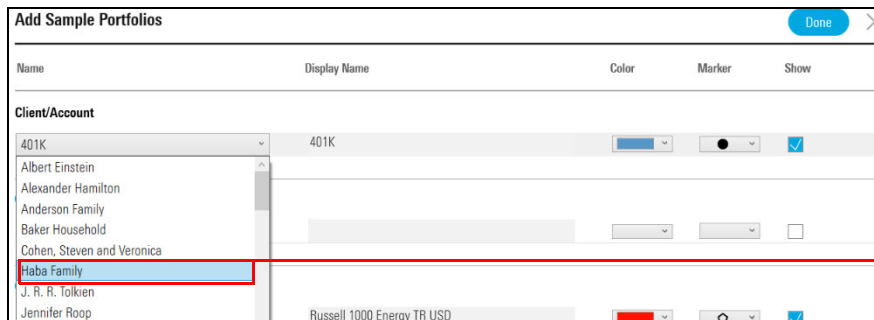 Add Sample Portfolios Done
Name Display Name Color Marker Show
Client/Account
401K 401K
Albert Einstein
Alexander Hamilton
Anderson Family
Baker Household
Cohen, Steven and Veronica
Haba Family
J. R. R. Tolkien
Jennifer Roop Russell 1000 Energy TR USD